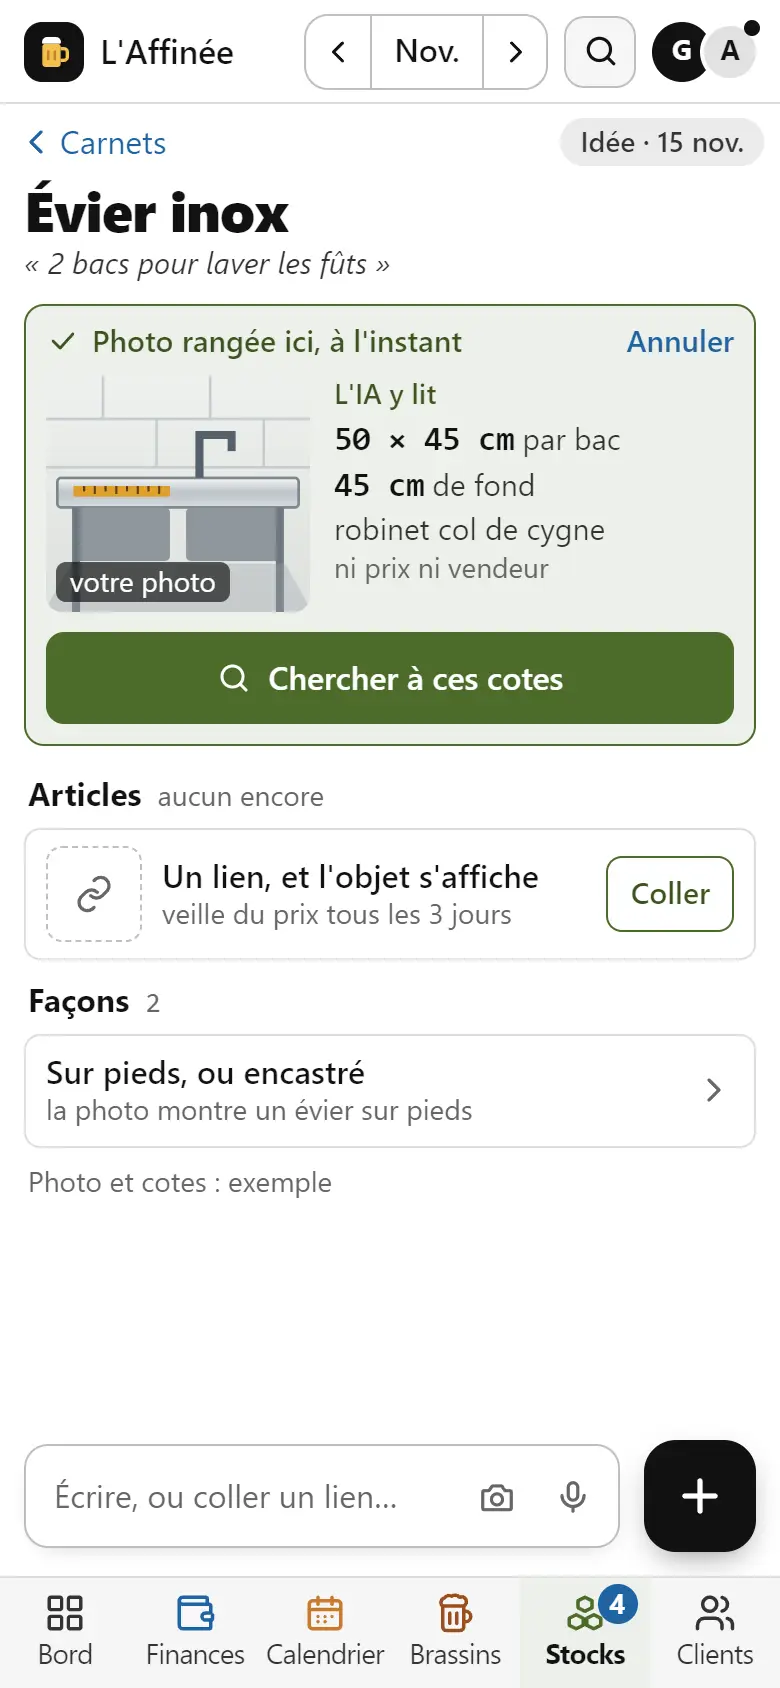 L'Affinée
Nov.
G
A
Carnets
Idée · 15 nov.
Évier inox
« 2 bacs pour laver les fûts »
Photo rangée ici, à l'instant
Annuler
votre photo
L'IA y lit
50 × 45 cm par bac
45 cm de fond
robinet col de cygne
ni prix ni vendeur
Chercher à ces cotes
Articles aucun encore
Un lien, et l'objet s'affiche
veille du prix tous les 3 jours
Coller
Façons 2
Sur pieds, ou encastré
la photo montre un évier sur pieds
Photo et cotes : exemple
Écrire, ou coller un lien...
Bord
Finances
Calendrier
Brassins
4
Stocks
Clients